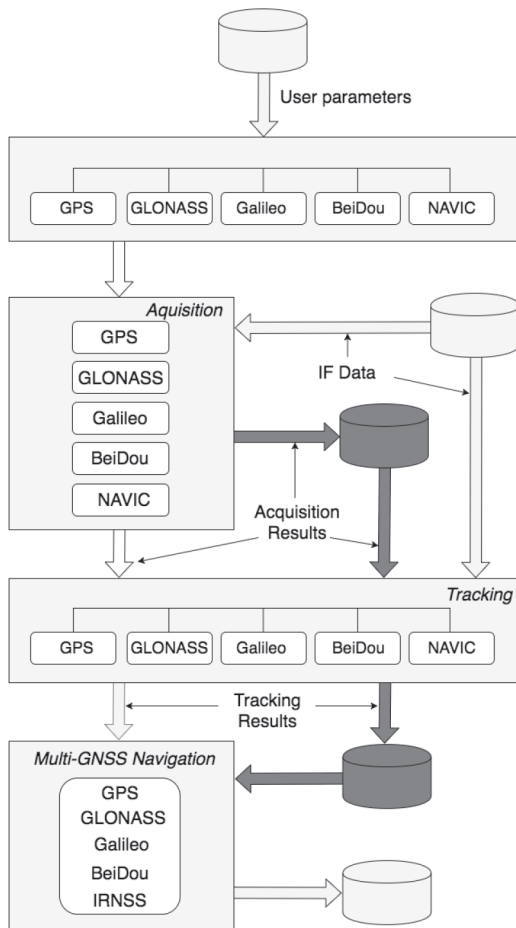 User parameters
GPS
GLONASS
Galileo
BeiDou
NAVIC
Aquisition
GPS
GLONASS
Galileo
BeiDou
NAVIC
IF Data
Acquisition
Results
Tracking
GPS
GLONASS
Galileo
BeiDou
NAVIC
Tracking
Results
Multi-GNSS Navigation
GPS
GLONASS
Galileo
BeiDou
IRNSS